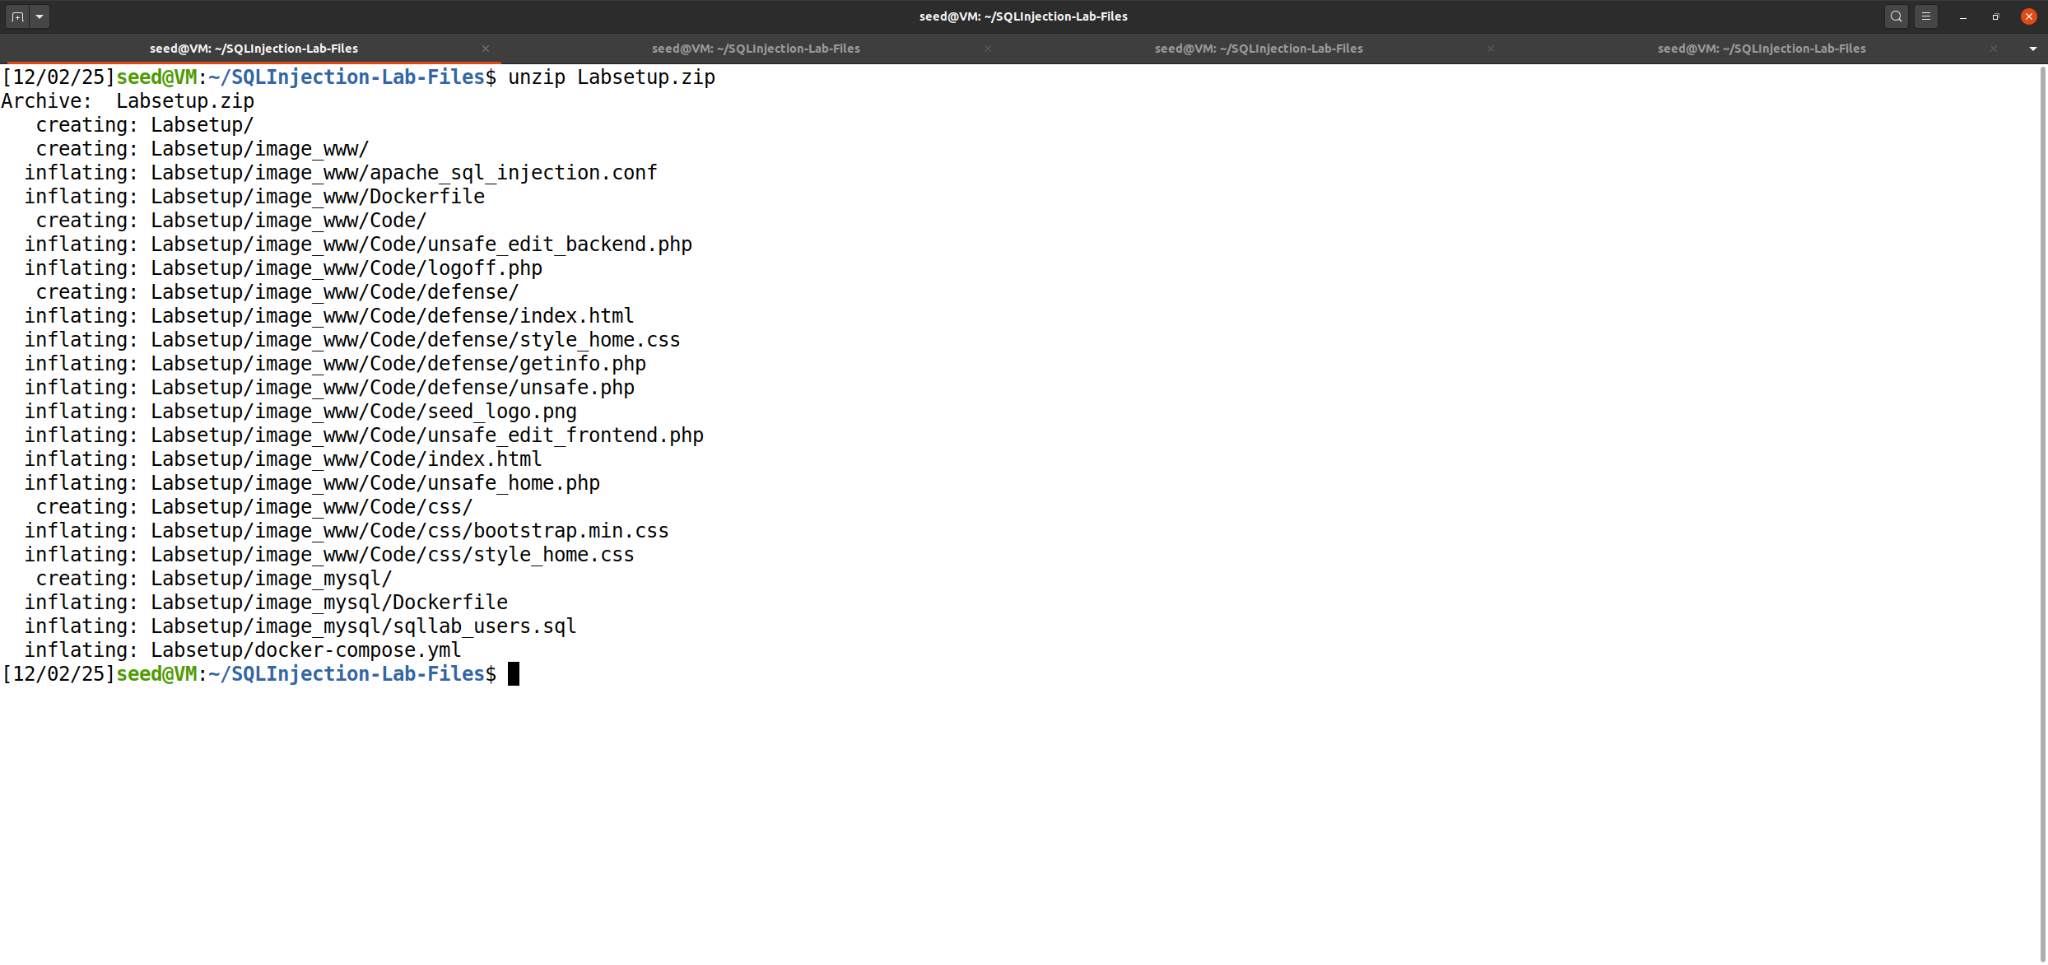 seed@VM: ~/SQLInjection-Lab-Files
seed@VM: ~/SQLInjection-Lab-Files seed@VM: ~/SQLInjection-Lab-Files seed@VM: ~/SQLInjection-Lab-Files seed@VM: ~/SQLInjection-Lab-Files
[12/02/25]seed@VM:~/SQLInjection-Lab-Files$ unzip Labsetup.zip
Archive:  Labsetup.zip
   creating: Labsetup/
   creating: Labsetup/image_www/
  inflating: Labsetup/image_www/apache_sql_injection.conf
  inflating: Labsetup/image_www/Dockerfile
   creating: Labsetup/image_www/Code/
  inflating: Labsetup/image_www/Code/unsafe_edit_backend.php
  inflating: Labsetup/image_www/Code/logoff.php
   creating: Labsetup/image_www/Code/defense/
  inflating: Labsetup/image_www/Code/defense/index.html
  inflating: Labsetup/image_www/Code/defense/style_home.css
  inflating: Labsetup/image_www/Code/defense/getinfo.php
  inflating: Labsetup/image_www/Code/defense/unsafe.php
  inflating: Labsetup/image_www/Code/seed_logo.png
  inflating: Labsetup/image_www/Code/unsafe_edit_frontend.php
  inflating: Labsetup/image_www/Code/index.html
  inflating: Labsetup/image_www/Code/unsafe_home.php
   creating: Labsetup/image_www/Code/css/
  inflating: Labsetup/image_www/Code/css/bootstrap.min.css
  inflating: Labsetup/image_www/Code/css/style_home.css
   creating: Labsetup/image_mysql/
  inflating: Labsetup/image_mysql/Dockerfile
  inflating: Labsetup/image_mysql/sqllab_users.sql
  inflating: Labsetup/docker-compose.yml
[12/02/25]seed@VM:~/SQLInjection-Lab-Files$